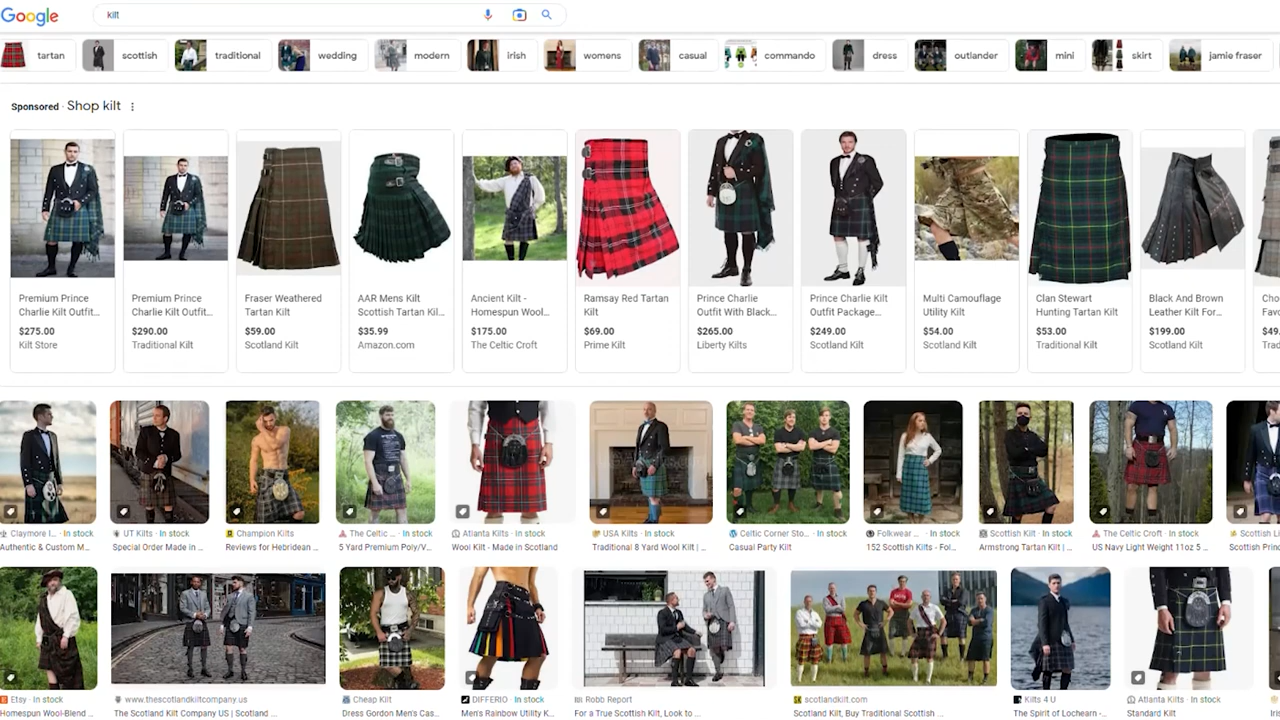 Google
kilt
tartan
scottish
traditional
wedding
modern
irish
womens
casual
commando
dress
outlander
mini
skirt
jamie fraser
Sponsored · Shop kilt
Premium Prince
Charlie Kilt Outfit...
$275.00
Kilt Store
Premium Prince
Charlie Kilt Outfit...
$290.00
Traditional Kilt
Fraser Weathered
Tartan Kilt
$59.00
Scotland Kilt
AAR Mens Kilt
Scottish Tartan Kil...
$35.99
Amazon.com
Ancient Kilt -
Homespun Wool...
$175.00
The Celtic Croft
Ramsay Red Tartan
Kilt
$69.00
Prime Kilt
Prince Charlie
Outfit With Black...
$265.00
Liberty Kilts
Prince Charlie Kilt
Outfit Package...
$249.00
Scotland Kilt
Multi Camouflage
Utility Kilt
$54.00
Scotland Kilt
Clan Stewart
Hunting Tartan Kilt
$53.00
Traditional Kilt
Black And Brown
Leather Kilt For...
$199.00
Scotland Kilt
Cho
Favo
$49.
Trad
Claymore I... · In stock
Authentic & Custom M...
UT Kilts · In stock
Special Order Made in ...
Champion Kilts
Reviews for Hebridean ...
The Celtic ... · In stock
5 Yard Premium Poly/V...
Atlanta Kilts · In stock
Wool Kilt - Made in Scotland
USA Kilts · In stock
Traditional 8 Yard Wool Kilt | ...
Celtic Corner Sto... · In stock
Casual Party Kilt
Folkwear ... · In stock
152 Scottish Kilts - Fol...
Scottish Kilt · In stock
Armstrong Tartan Kilt | ...
The Celtic Croft · In stock
US Navy Light Weight 11oz 5 ...
Scottish L
Scottish Prin
Etsy · In stock
Homespun Wool-Blend ...
www.thescotlandkiltcompany.us
The Scotland Kilt Company US | Scotland ...
Cheap Kilt
Dress Gordon Men's Cas...
DIFFERIO · In stock
Men's Rainbow Utility K...
Robb Report
For a True Scottish Kilt, Look to ...
scotlandkilt.com
Scotland Kilt, Buy Traditional Scottish ...
Kilts 4 U
The Spirit of Lochearn -...
Atlanta Kilts · In stock
Standard Kilt